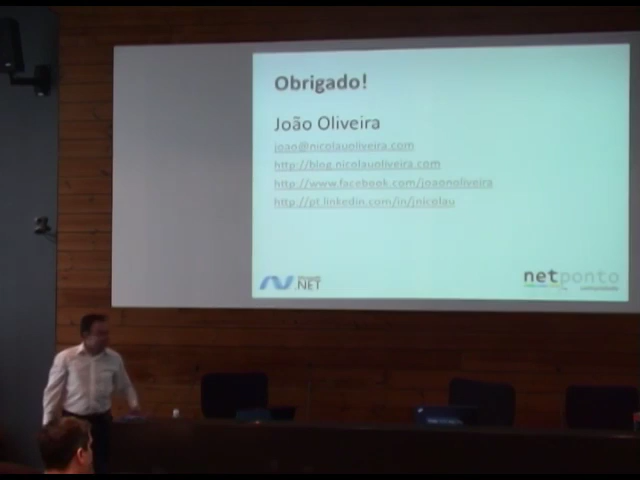 Obrigado!
João Oliveira
joao@nicolauoliveira.com
http://blog.nicolauoliveira.com
http://www.facebook.com/joaonoliveira
http://pt.linkedin.com/in/jnicolau
.NET
netponto
comunidade